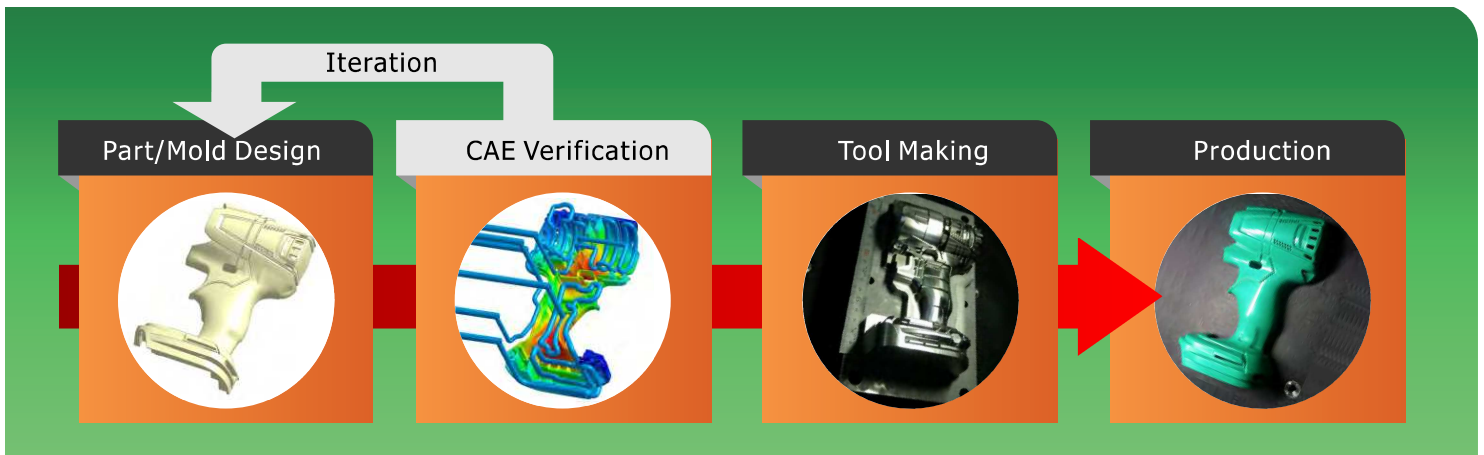 Iteration
Part/Mold Design
CAE Verification
Tool Making
Production